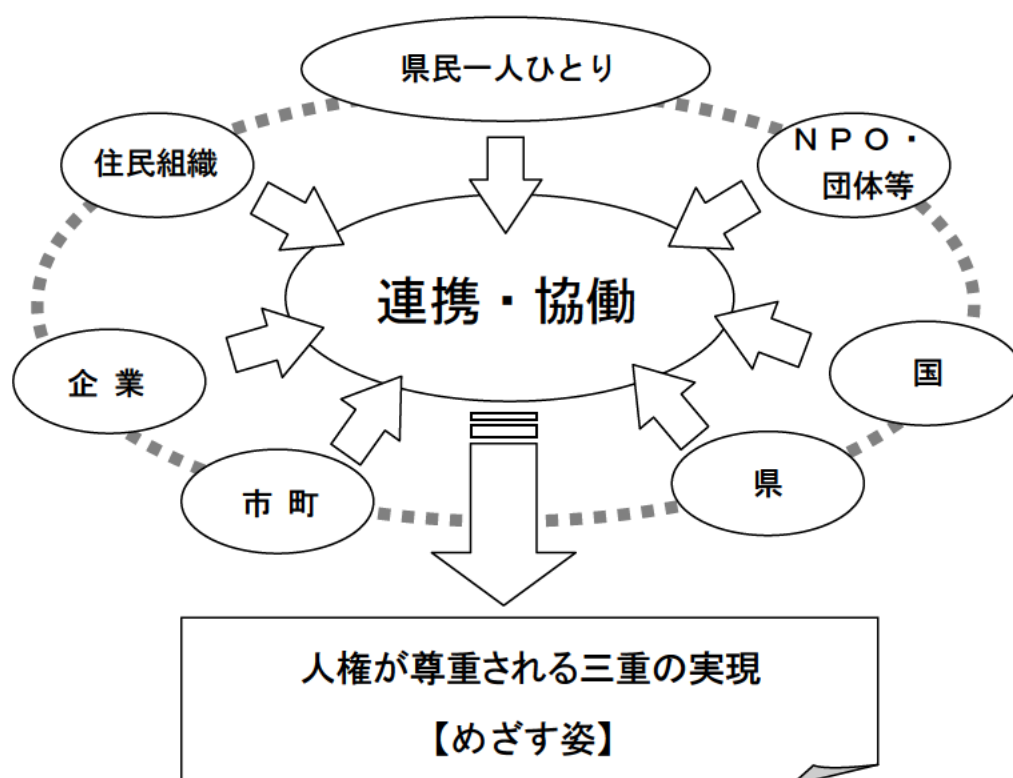 県民一人ひとり
住民組織
ＮＰＯ・
団体等
連携・協働
企 業
国
市 町
県
人権が尊重される三重の実現
【めざす姿】